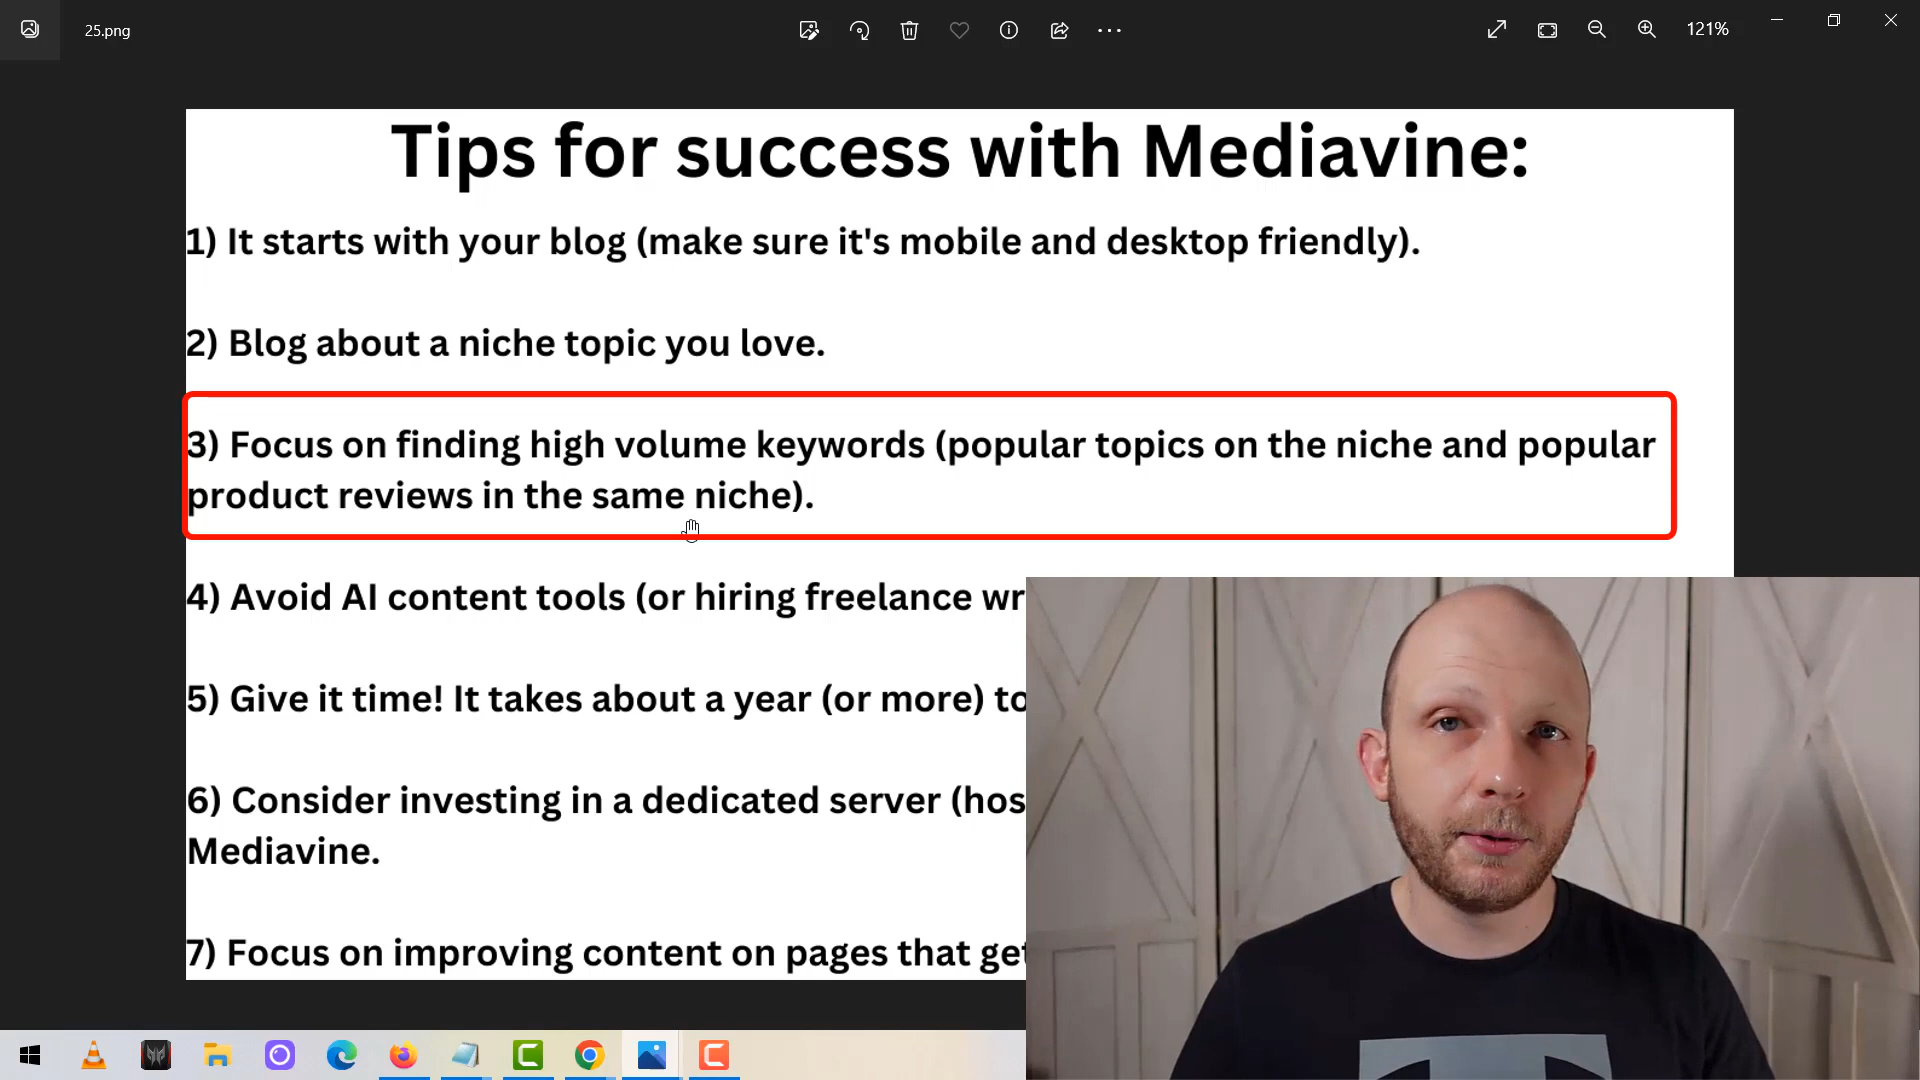 25.png
121%
Tips for success with Mediavine:
1) It starts with your blog (make sure it's mobile and desktop friendly).
2) Blog about a niche topic you love.
3) Focus on finding high volume keywords (popular topics on the niche and popular
product reviews in the same niche).
4) Avoid AI content tools (or hiring freelance wr
5) Give it time! It takes about a year (or more) to
6) Consider investing in a dedicated server (hos
Mediavine.
7) Focus on improving content on pages that get